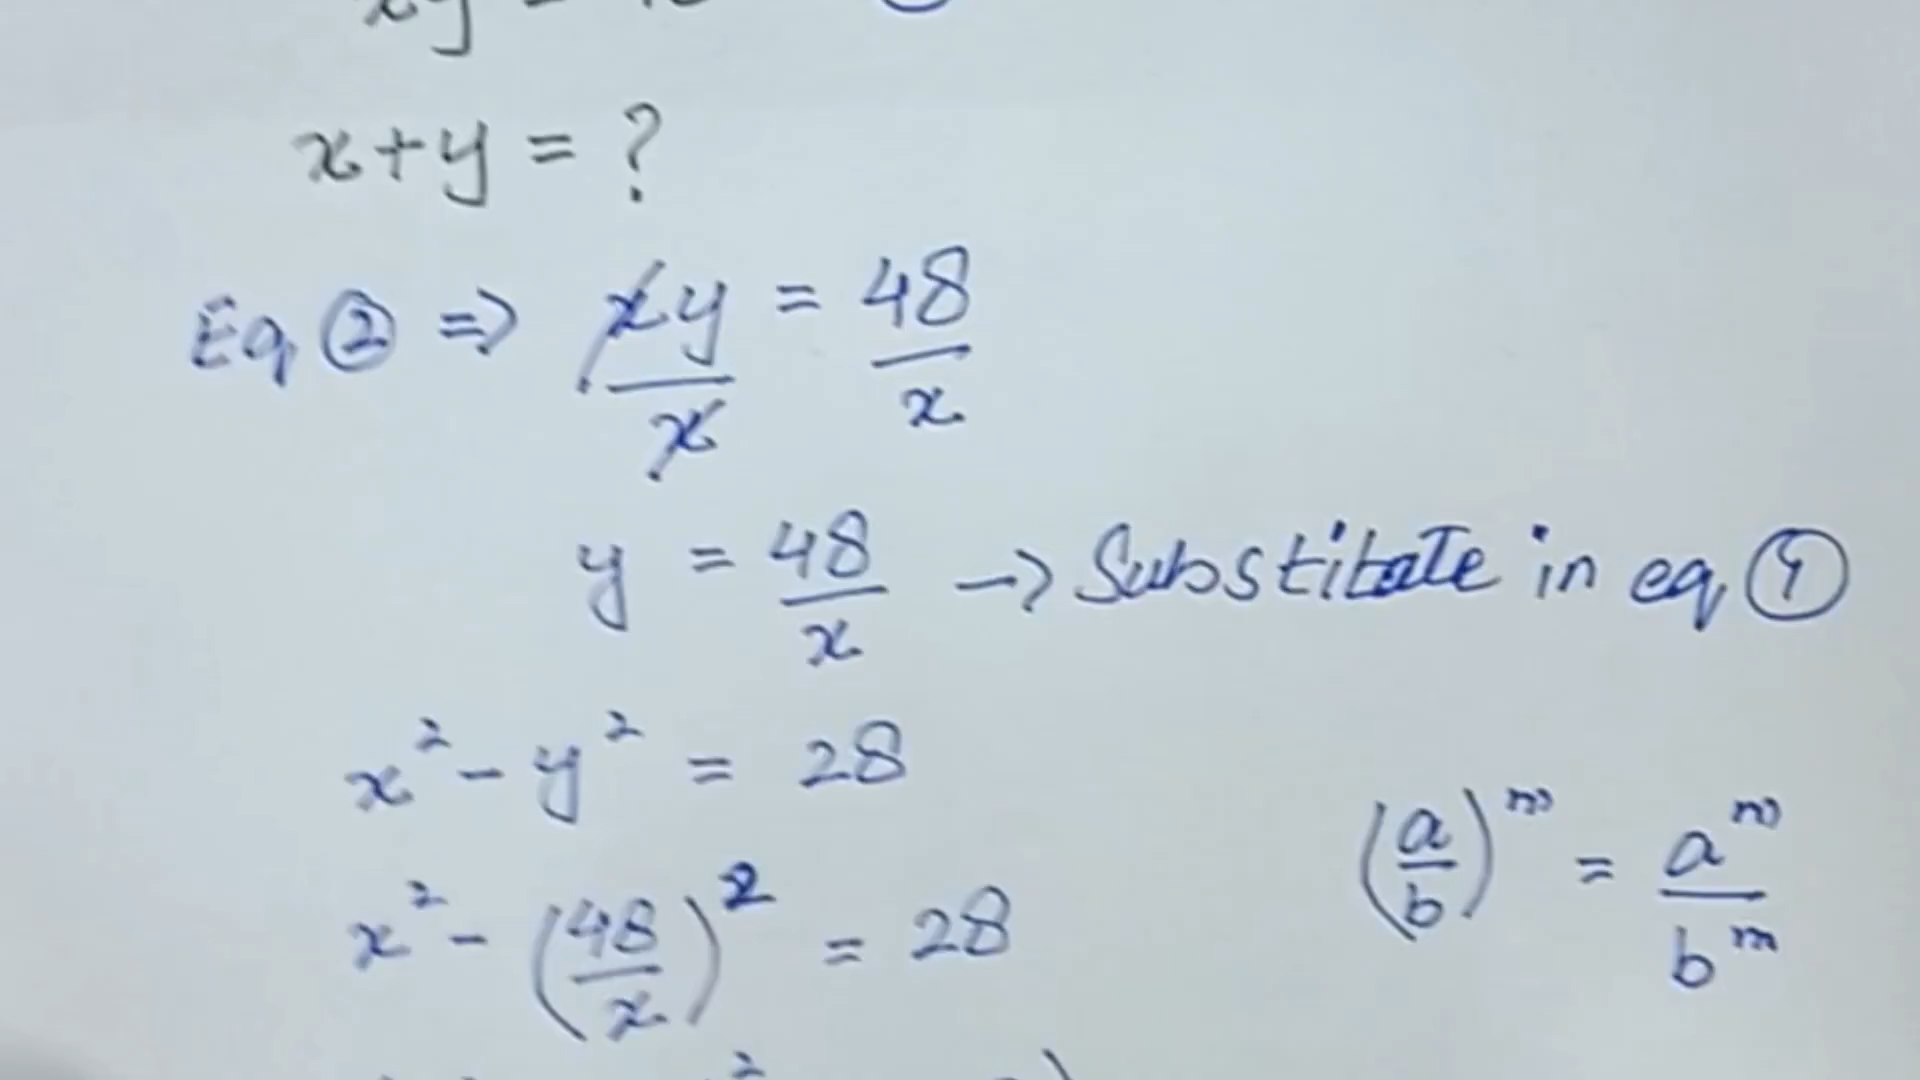 x+y = ?
Eq ② => xy/x = 48/x
y = 48/x -> Substitute in eq ①
x² - y² = 28
x² - (48/x)² = 28
(a/b)^m = a^m/b^m